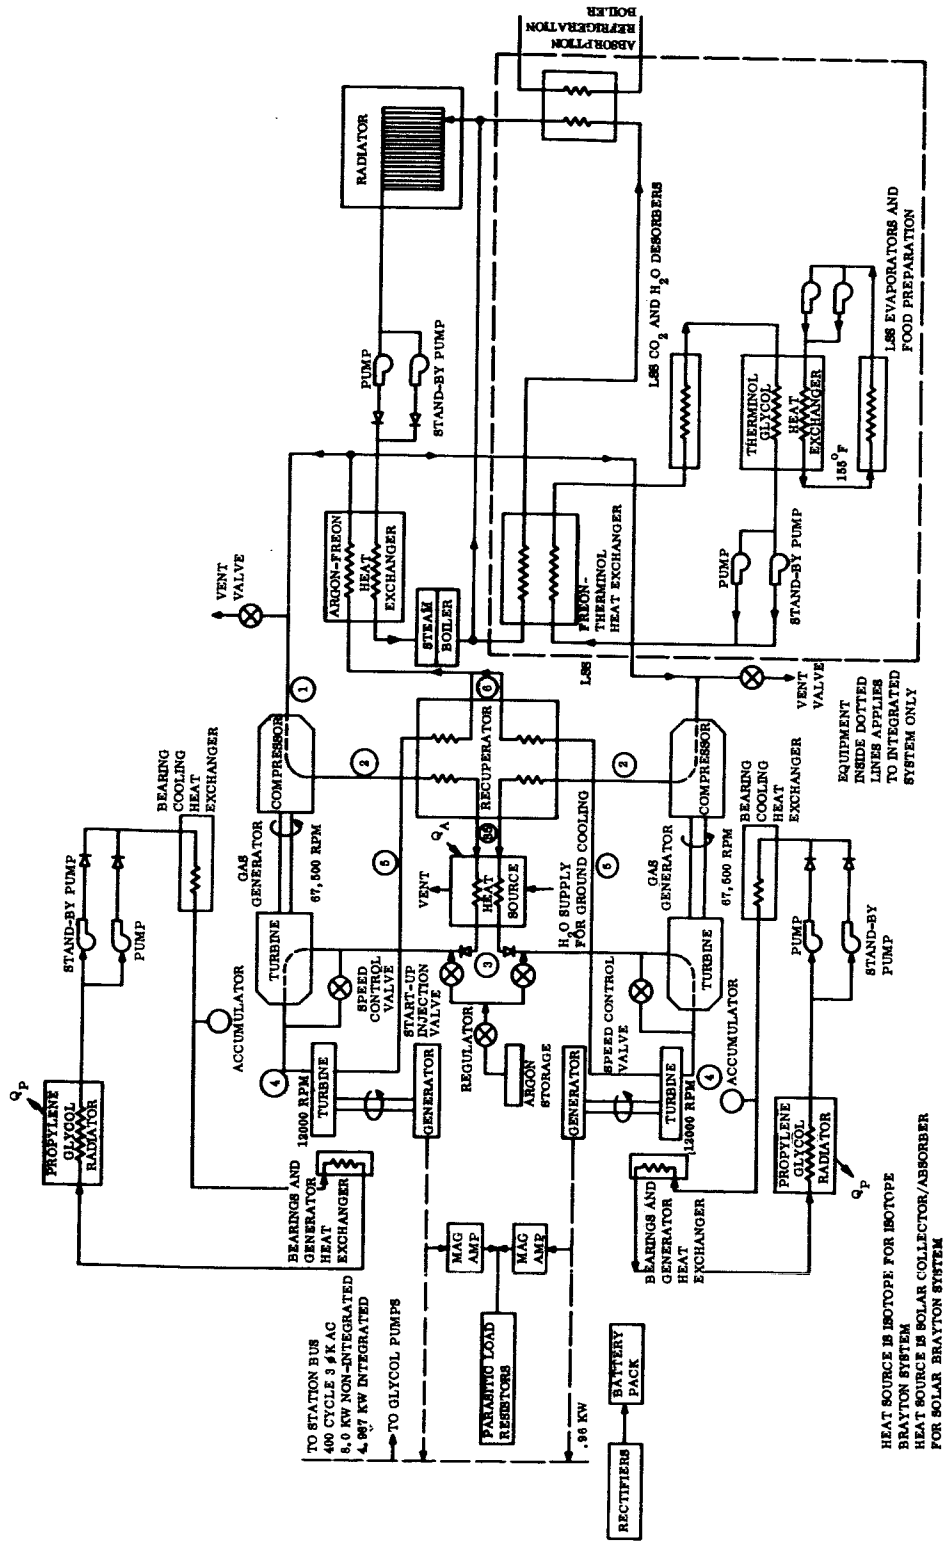 Q_P
PROPYLENE
GLYCOL
RADIATOR
STAND-BY PUMP
PUMP
BEARING
COOLING
HEAT
EXCHANGER
ACCUMULATOR
GAS
GENERATOR
67,500 RPM
COMPRESSOR
TURBINE
1
VENT
VALVE
RADIATOR
PUMP
STAND-BY PUMP
ARGON-FREON
HEAT
EXCHANGER
STEAM
BOILER
ABSORPTION
REFRIGERATION
BOILER
4
12000 RPM
TURBINE
GENERATOR
SPEED
CONTROL
VALVE
START-UP
INJECTION
VALVE
5
2
RECUPERATOR
6
Q_A
VENT
HEAT
SOURCE
H2O SUPPLY
FOR GROUND COOLING
3
REGULATOR
ARGON
STORAGE
BEARINGS AND
GENERATOR
HEAT
EXCHANGER
TO STATION BUS
400 CYCLE 3 ϕ K AC
8.0 KW NON-INTEGRATED
4.967 KW INTEGRATED
TO GLYCOL PUMPS
MAG
AMP
MAG
AMP
PARASITIC LOAD
RESISTORS
.96 KW
RECTIFIERS
BATTERY
PACK
GENERATOR
TURBINE
12000 RPM
4
SPEED CONTROL
VALVE
5
2
TURBINE
GAS
GENERATOR
67,500 RPM
COMPRESSOR
VENT
VALVE
BEARING
COOLING
HEAT
EXCHANGER
ACCUMULATOR
PUMP
STAND-BY
PUMP
PROPYLENE
GLYCOL
RADIATOR
Q_P
BEARINGS AND
GENERATOR
HEAT
EXCHANGER
LSS
FREON-
THERMINOL
HEAT EXCHANGER
LSS CO2 AND H2O DESORBERS
PUMP
STAND-BY PUMP
THERMINOL
GLYCOL
HEAT
EXCHANGER
155°F
LSS EVAPORATORS AND
FOOD PREPARATION
EQUIPMENT
INSIDE DOTTED
LINES APPLIES
TO INTEGRATED
SYSTEM ONLY
HEAT SOURCE IS ISOTOPE FOR ISOTOPE
BRAYTON SYSTEM
HEAT SOURCE IS SOLAR COLLECTOR/ABSORBER
FOR SOLAR BRAYTON SYSTEM